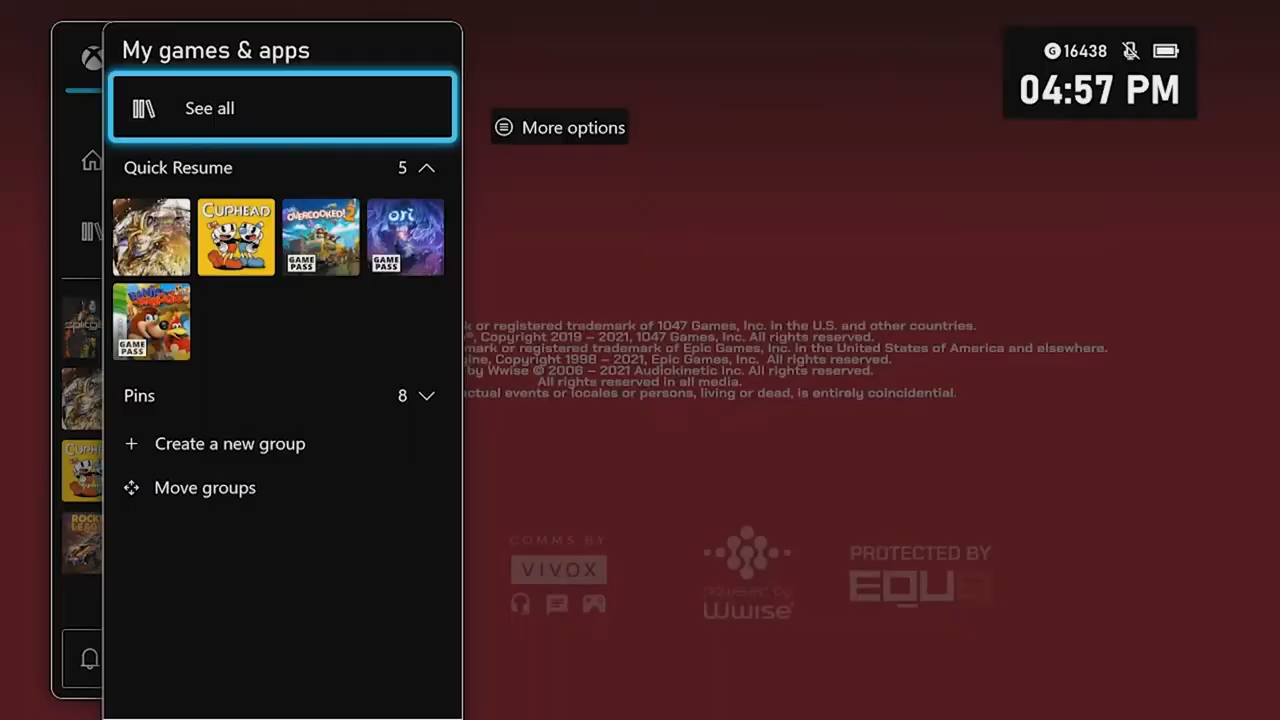 My games & apps
G 16438
04:57 PM
See all
More options
Quick Resume 5
CUPHEAD
OVERCOOKED! 2
GAME PASS
ori
GAME PASS
GAME PASS
k or registered trademark of 1047 Games, Inc. in the U.S. and other countries.
, Copyright 2019 – 2021, 1047 Games, Inc. All rights reserved.
mark or registered trademark of Epic Games, Inc. in the United States of America and elsewhere.
ine, Copyright 1998 – 2021, Epic Games, Inc. All rights reserved.
by Wwise © 2006 – 2021 Audiokinetic Inc. All rights reserved.
All rights reserved in all media.
ctual events or locales or persons, living or dead, is entirely coincidential.
Pins 8
Create a new group
Move groups
COMMS BY
VIVOX
powered by
Wwise
PROTECTED BY
EQU8